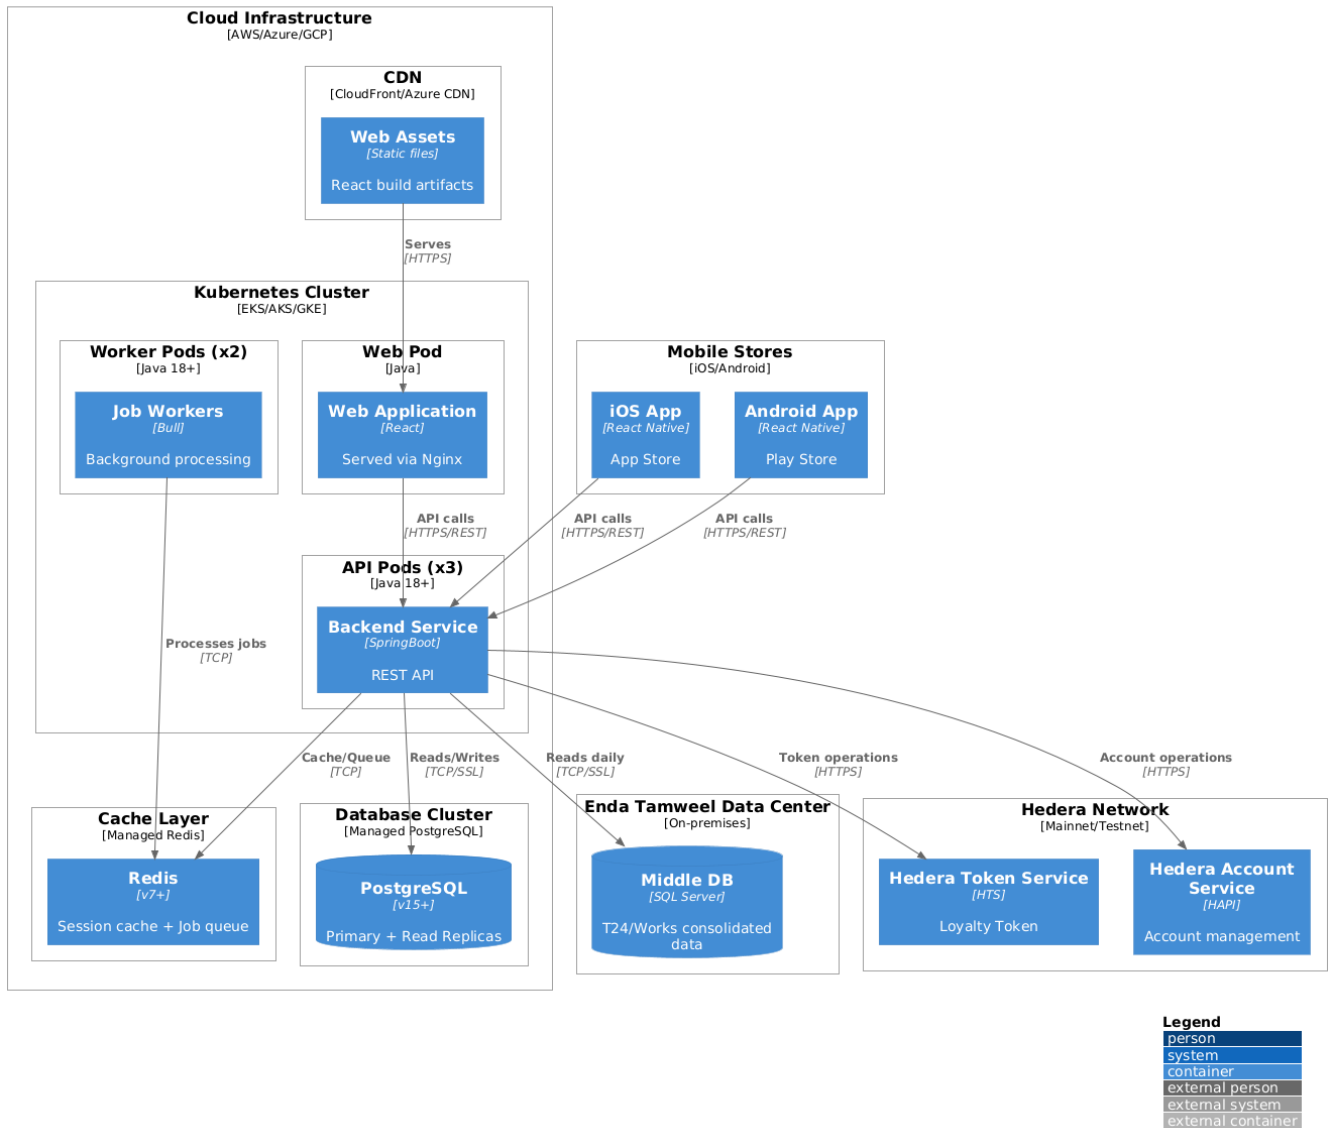 Cloud Infrastructure
[AWS/Azure/GCP]
CDN
[CloudFront/Azure CDN]
Web Assets
[Static files]
React build artifacts
Serves
[HTTPS]
Kubernetes Cluster
[EKS/AKS/GKE]
Worker Pods (x2)
[Java 18+]
Job Workers
[Bull]
Background processing
Web Pod
[Java]
Web Application
[React]
Served via Nginx
Mobile Stores
[iOS/Android]
iOS App
[React Native]
App Store
Android App
[React Native]
Play Store
API calls
[HTTPS/REST]
API calls
[HTTPS/REST]
API calls
[HTTPS/REST]
API Pods (x3)
[Java 18+]
Backend Service
[SpringBoot]
REST API
Processes jobs
[TCP]
Cache/Queue
[TCP]
Reads/Writes
[TCP/SSL]
Reads daily
[TCP/SSL]
Token operations
[HTTPS]
Account operations
[HTTPS]
Cache Layer
[Managed Redis]
Redis
[v7+]
Session cache + Job queue
Database Cluster
[Managed PostgreSQL]
PostgreSQL
[v15+]
Primary + Read Replicas
Enda Tamweel Data Center
[On-premises]
Middle DB
[SQL Server]
T24/Works consolidated
data
Hedera Network
[Mainnet/Testnet]
Hedera Token Service
[HTS]
Loyalty Token
Hedera Account
Service
[HAPI]
Account management
Legend
person
system
container
external person
external system
external container